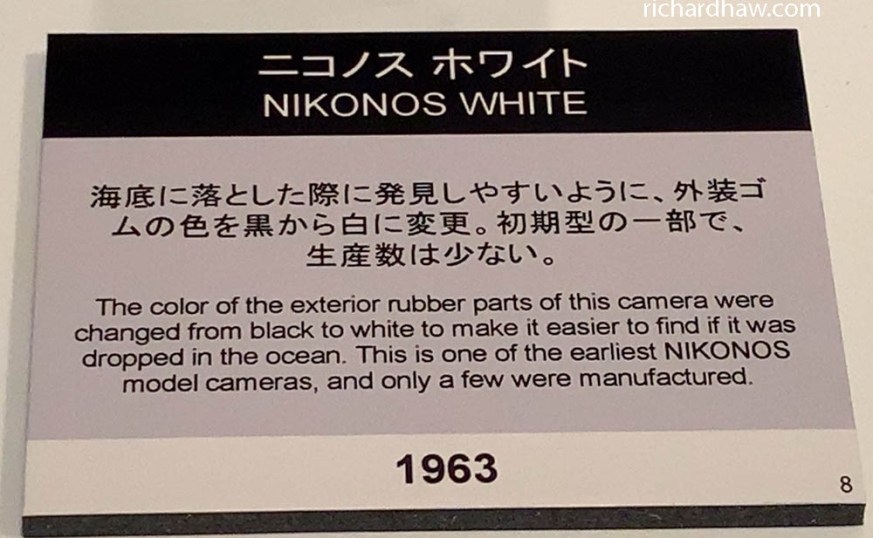 richardhaw.com
ニコノス ホワイト
NIKONOS WHITE
海底に落とした際に発見しやすいように、外装ゴ
ムの色を黒から白に変更。初期型の一部で、
生産数は少ない。
The color of the exterior rubber parts of this camera were
changed from black to white to make it easier to find if it was
dropped in the ocean. This is one of the earliest NIKONOS
model cameras, and only a few were manufactured.
1963
8